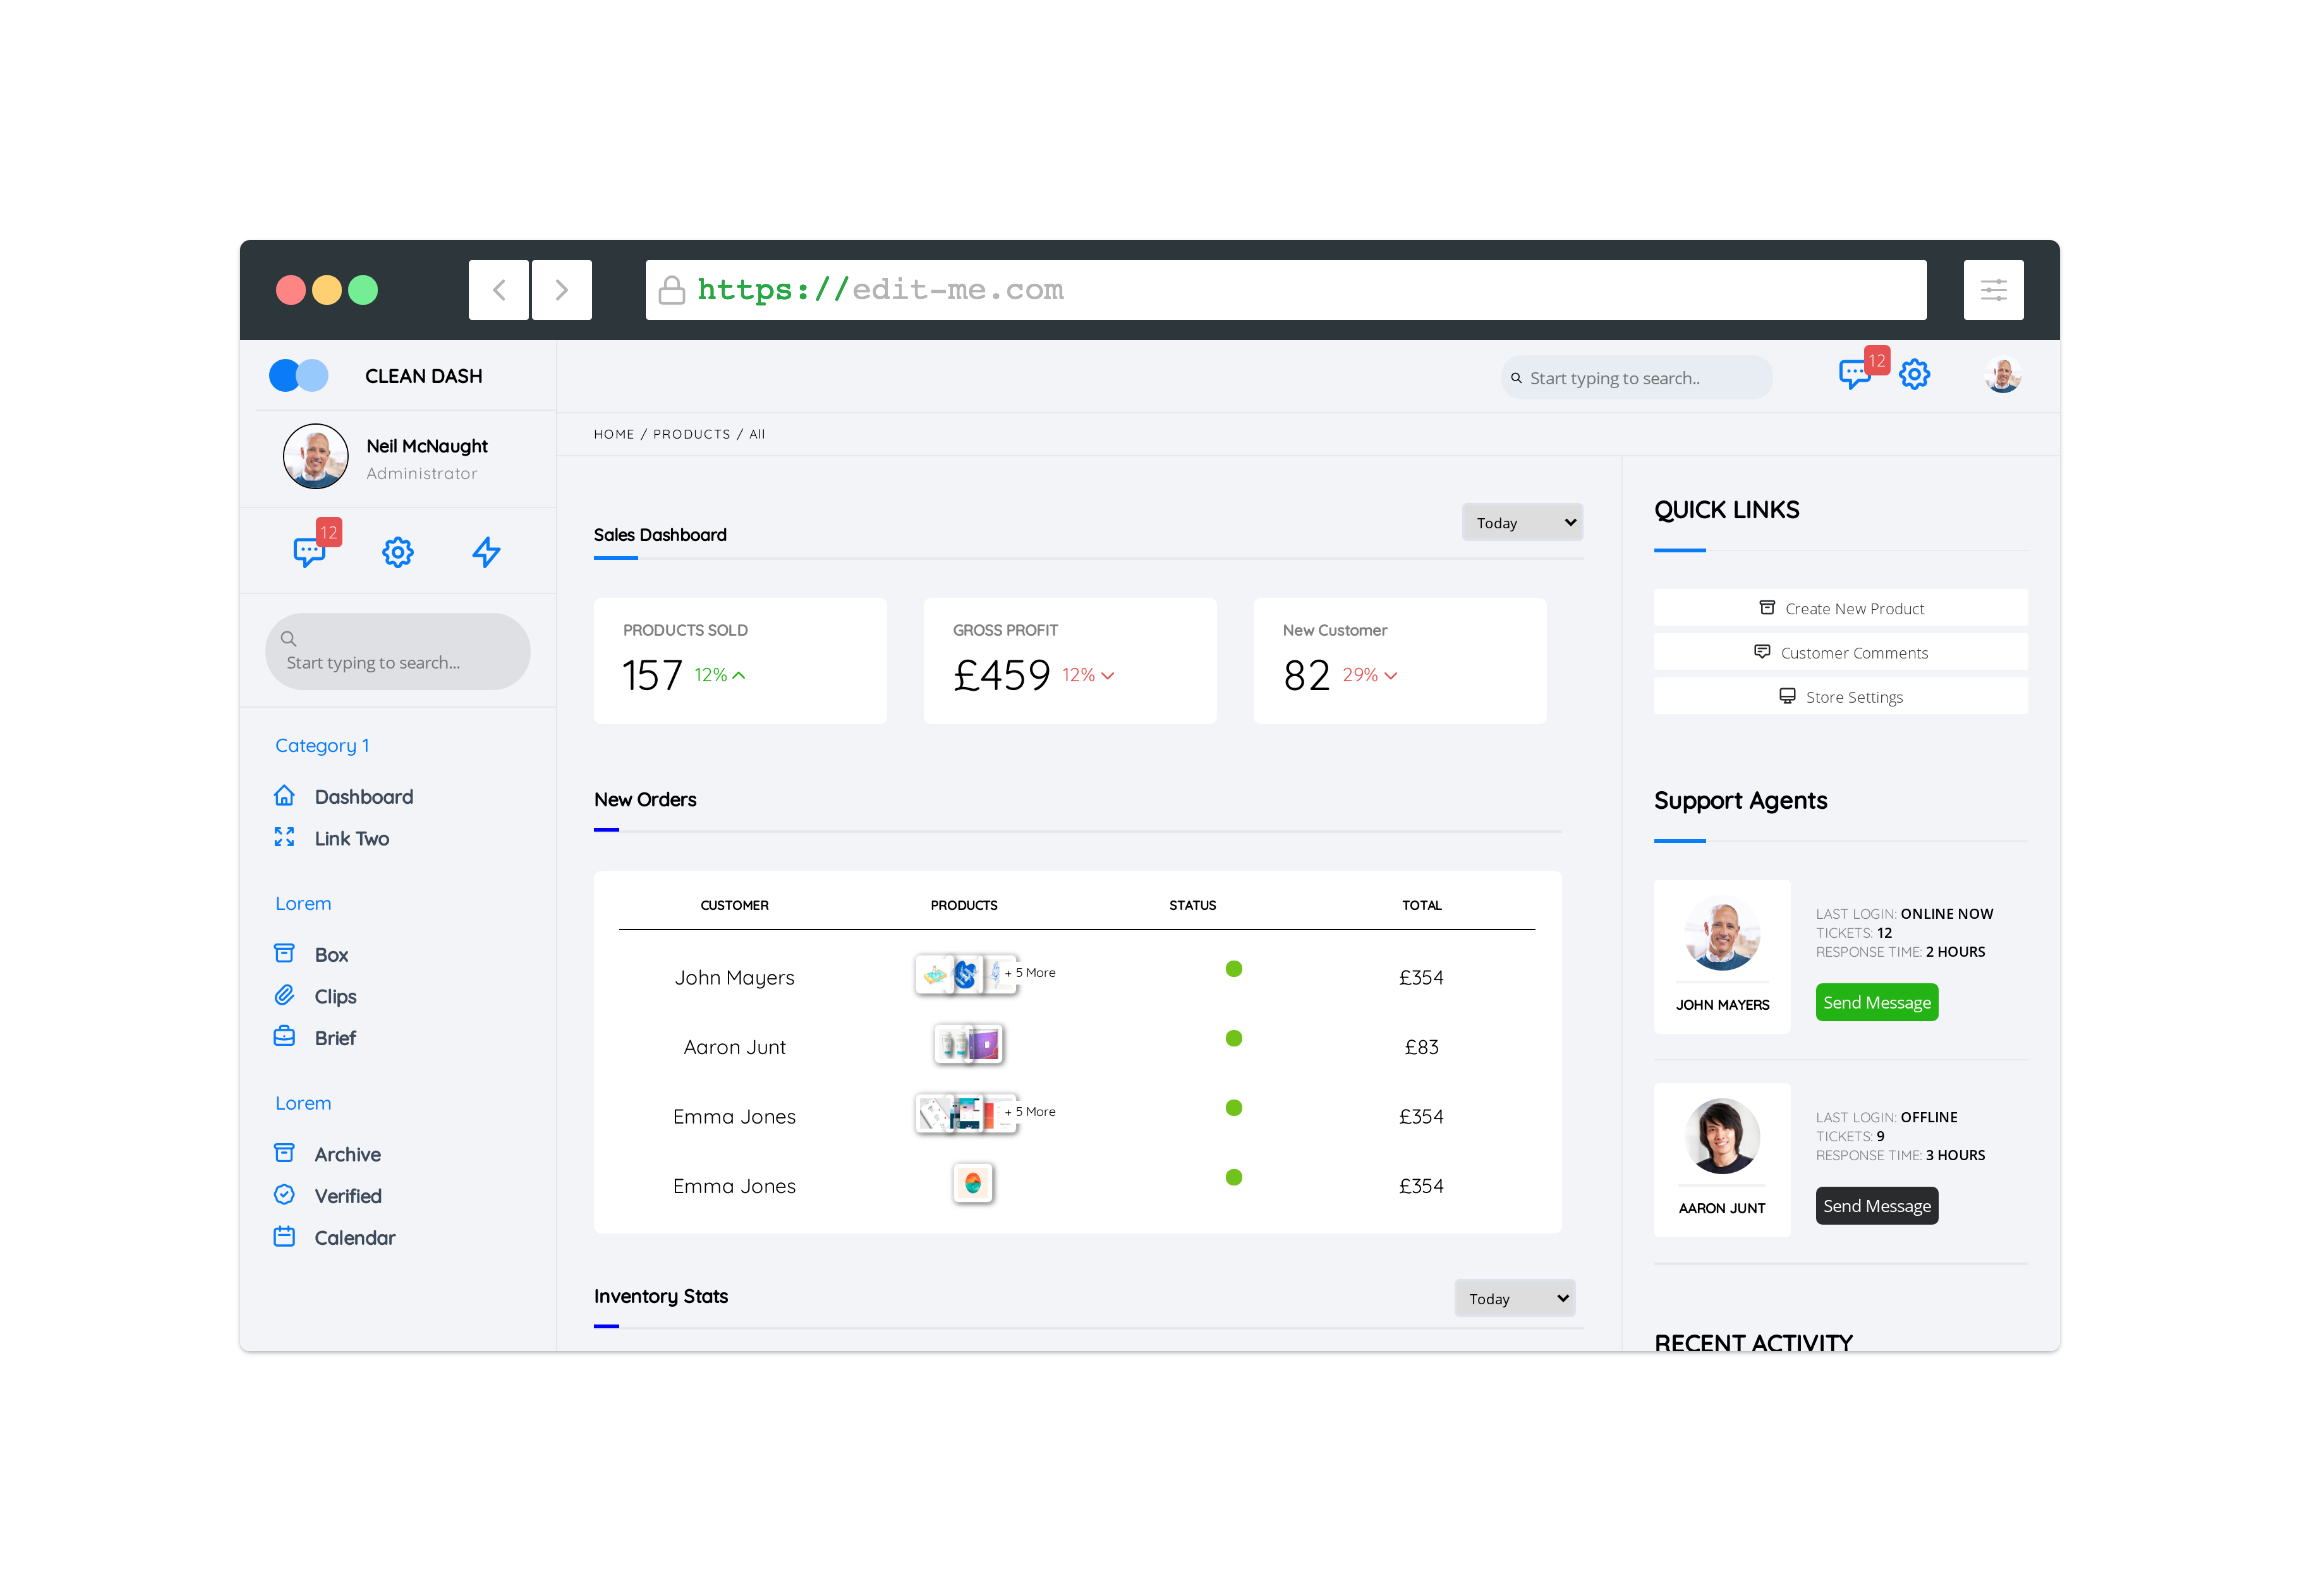 https://edit-me.com
CLEAN DASH
Start typing to search..
12
Neil McNaught
Administrator
HOME / PRODUCTS / All
12
Start typing to search...
Category 1
Dashboard
Link Two
Lorem
Box
Clips
Brief
Lorem
Archive
Verified
Calendar
Sales Dashboard
Today
PRODUCTS SOLD
157 12%
GROSS PROFIT
£459 12%
New Customer
82 29%
New Orders
CUSTOMER PRODUCTS STATUS TOTAL
John Mayers + 5 More £354
Aaron Junt £83
Emma Jones + 5 More £354
Emma Jones £354
Inventory Stats
Today
QUICK LINKS
Create New Product
Customer Comments
Store Settings
Support Agents
LAST LOGIN: ONLINE NOW
TICKETS: 12
RESPONSE TIME: 2 HOURS
JOHN MAYERS
Send Message
LAST LOGIN: OFFLINE
TICKETS: 9
RESPONSE TIME: 3 HOURS
AARON JUNT
Send Message
RECENT ACTIVITY